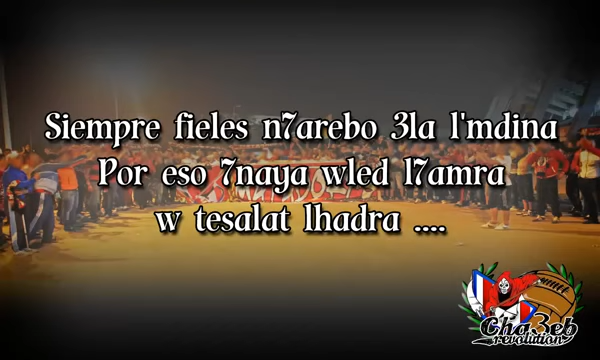 Siempre fieles n7arebo 3la l'mdina
Por eso 7naya wled l7amra
w tesalat lhadra ....
Cha3eb
revolution